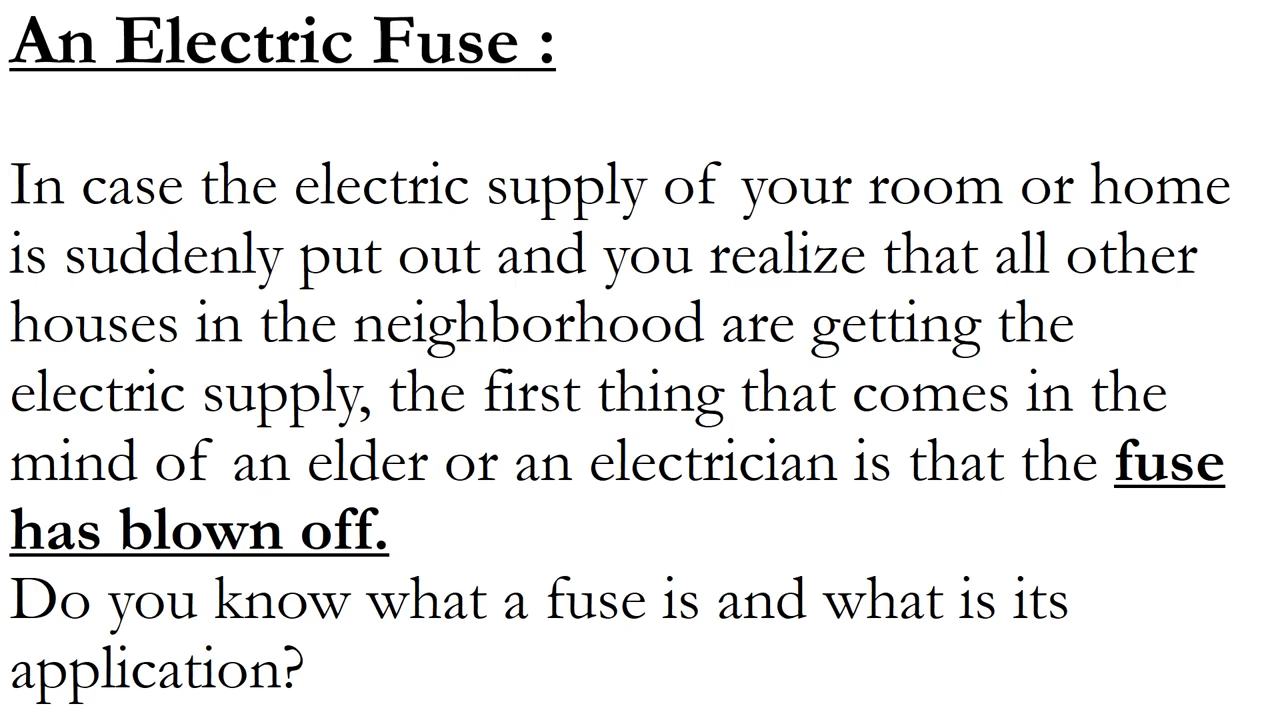 An Electric Fuse :
In case the electric supply of your room or home
is suddenly put out and you realize that all other
houses in the neighborhood are getting the
electric supply, the first thing that comes in the
mind of an elder or an electrician is that the fuse
has blown off.
Do you know what a fuse is and what is its
application?